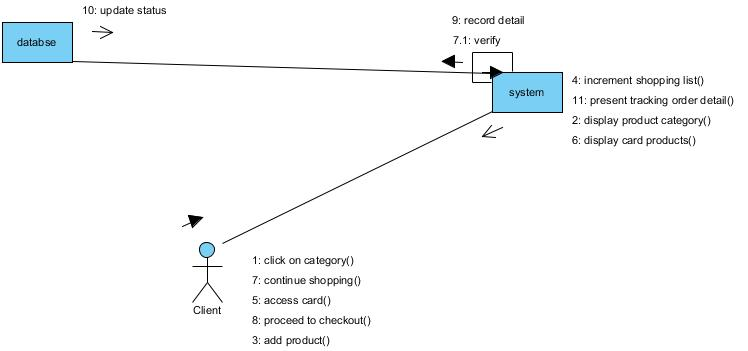 10: update status
9: record detail
7.1: verify
databse
system
4: increment shopping list()
11: present tracking order detail()
2: display product category()
6: display card products()
1: click on category()
7: continue shopping()
5: access card()
8: proceed to checkout()
3: add product()
Client